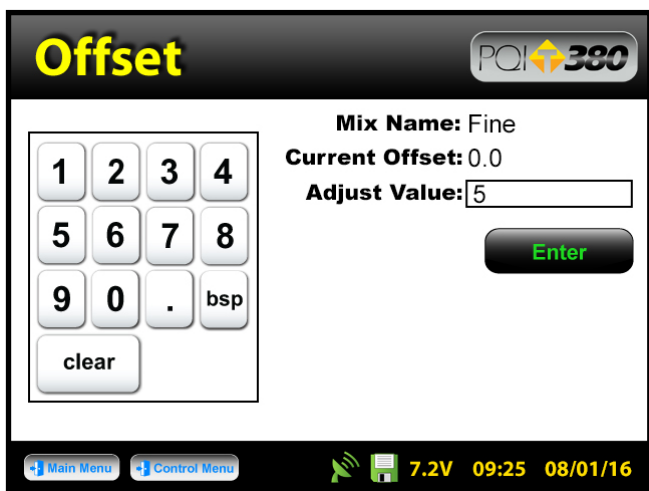 Offset
PQI T 380
Mix Name: Fine
Current Offset: 0.0
Adjust Value: 5
1 2 3 4
5 6 7 8
9 0 . bsp
clear
Enter
Main Menu Control Menu 7.2V 09:25 08/01/16